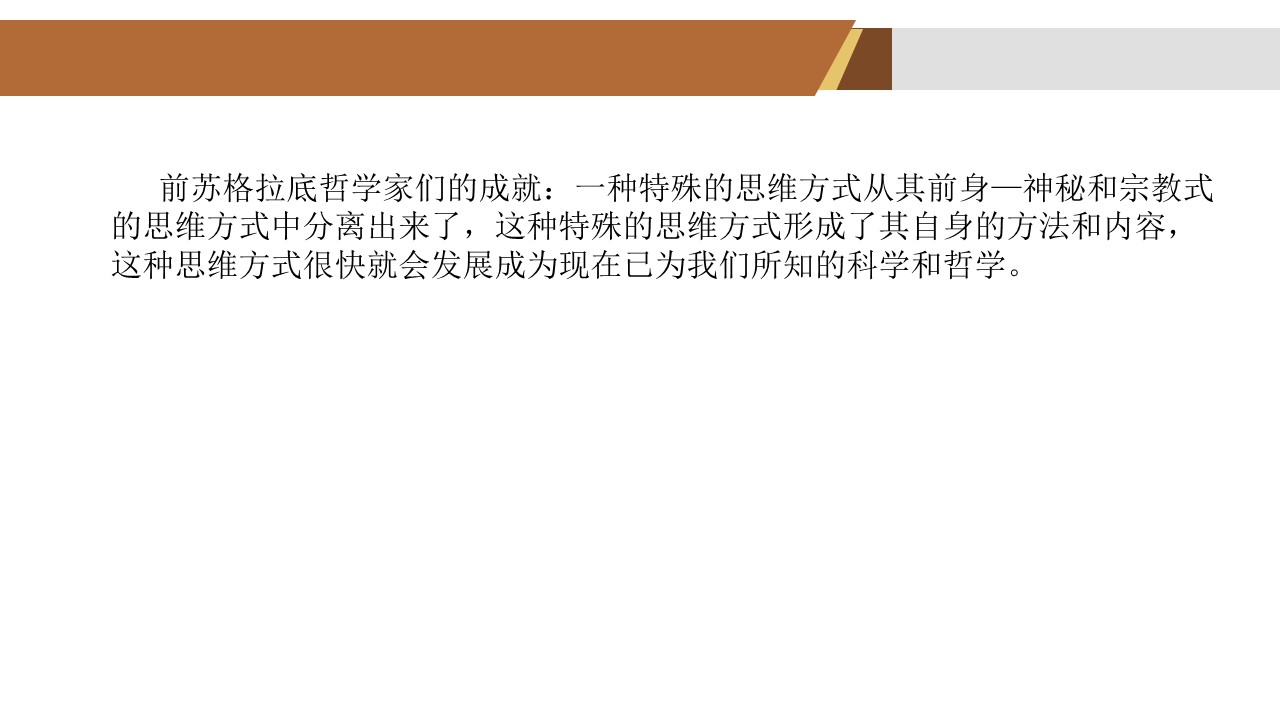 前苏格拉底哲学家们的成就：一种特殊的思维方式从其前身—神秘和宗教式
的思维方式中分离出来了，这种特殊的思维方式形成了其自身的方法和内容，
这种思维方式很快就会发展成为现在已为我们所知的科学和哲学。